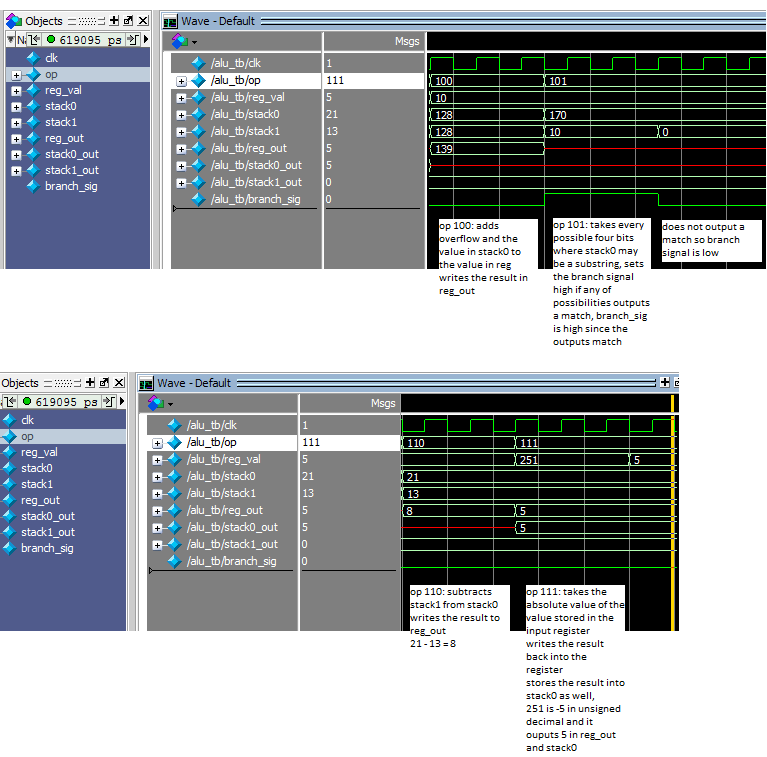 Objects
Wave - Default
N
619095 ps
Msgs
clk
op
reg_val
stack0
stack1
reg_out
stack0_out
stack1_out
branch_sig
/alu_tb/clk 1
/alu_tb/op 111 100 101
/alu_tb/reg_val 5 10
/alu_tb/stack0 21 128 170
/alu_tb/stack1 13 128 10 0
/alu_tb/reg_out 5 139
/alu_tb/stack0_out 5
/alu_tb/stack1_out 0
/alu_tb/branch_sig 0
op 100: adds
overflow and the
value in stack0 to
the value in reg
writes the result in
reg_out
op 101: takes every
possible four bits
where stack0 may
be a substring, sets
the branch signal
high if any of
possibilities outputs
a match, branch_sig
is high since the
outputs match
does not output a
match so branch
signal is low
Objects
Wave - Default
619095 ps
Msgs
clk
op
reg_val
stack0
stack1
reg_out
stack0_out
stack1_out
branch_sig
/alu_tb/clk 1
/alu_tb/op 111 110 111
/alu_tb/reg_val 5 251 5
/alu_tb/stack0 21 21
/alu_tb/stack1 13 13
/alu_tb/reg_out 5 8 5
/alu_tb/stack0_out 5 5
/alu_tb/stack1_out 0
/alu_tb/branch_sig 0
op 110: subtracts
stack1 from stack0
writes the result to
reg_out
21 - 13 = 8
op 111: takes the
absolute value of the
value stored in the
input register
writes the result
back into the
register
stores the result into
stack0 as well,
251 is -5 in unsigned
decimal and it
ouputs 5 in reg_out
and stack0